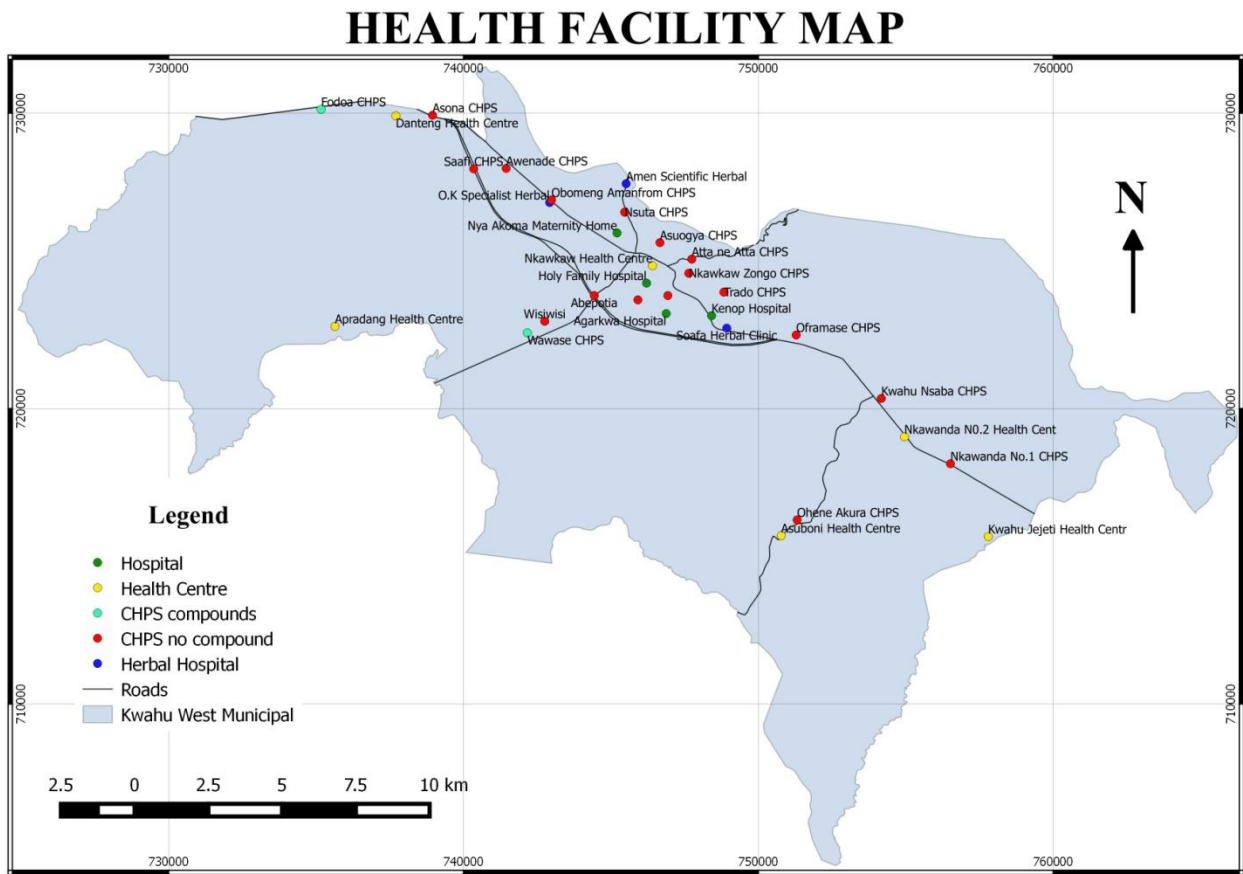 HEALTH FACILITY MAP
730000 740000 750000 760000
730000
730000
Fodoa CHPS
Asona CHPS
Danteng Health Centre
Saafi CHPS
Awenade CHPS
Amen Scientific Herbal
O.K Specialist Herbal
Obomeng Amanfrom CHPS
Nsuta CHPS
Nya Akoma Maternity Home
Asuogya CHPS
Atta ne Atta CHPS
Nkawkaw Health Centre
Nkawkaw Zongo CHPS
Holy Family Hospital
Trado CHPS
Abepotia
Kenop Hospital
Wisiwisi
Agarkwa Hospital
Apradang Health Centre
Soafa Herbal Clinic
Oframase CHPS
Wawase CHPS
N
Kwahu Nsaba CHPS
720000
720000
Nkawanda N0.2 Health Cent
Nkawanda No.1 CHPS
Ohene Akura CHPS
Asuboni Health Centre
Kwahu Jejeti Health Centr
Legend
Hospital
Health Centre
CHPS compounds
CHPS no compound
Herbal Hospital
Roads
Kwahu West Municipal
710000
710000
2.5 0 2.5 5 7.5 10 km
730000 740000 750000 760000